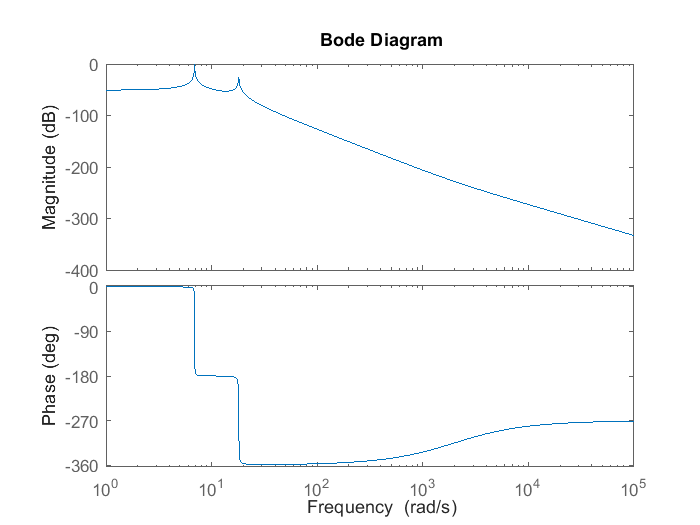 Bode Diagram
Magnitude (dB)
0
-100
-200
-300
-400
Phase (deg)
0
-90
-180
-270
-360
10^0 10^1 10^2 10^3 10^4 10^5
Frequency (rad/s)